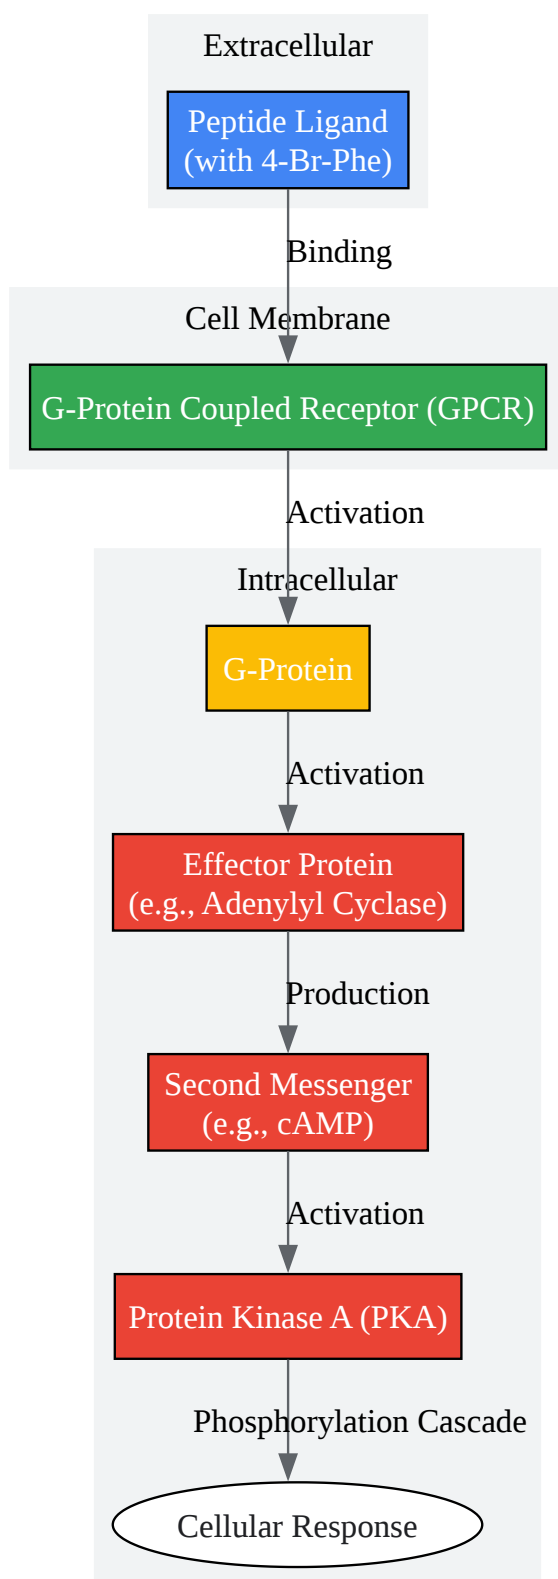 Extracellular
Peptide Ligand
(with 4-Br-Phe)
Binding
Cell Membrane
G-Protein Coupled Receptor (GPCR)
Activation
Intracellular
G-Protein
Activation
Effector Protein
(e.g., Adenylyl Cyclase)
Production
Second Messenger
(e.g., cAMP)
Activation
Protein Kinase A (PKA)
Phosphorylation Cascade
Cellular Response